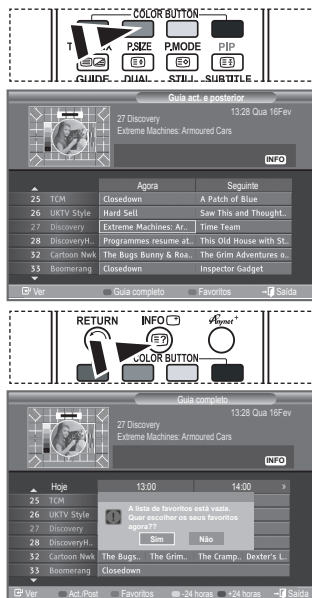 COLOR BUTTON
P.SIZE P.MODE PIP
GUIDE DUAL STILL SUBTITLE
Guia act. e posterior
13:28 Qua 16Fev
27 Discovery
Extreme Machines: Armoured Cars
INFO
Agora Seguinte
25 TCM Closedown A Patch of Blue
26 UKTV Style Hard Sell Saw This and Thought..
27 Discovery Extreme Machines: Ar.. Time Team
28 DiscoveryH.. Programmes resume at.. This Old House with St..
32 Cartoon Nwk The Bugs Bunny & Roa.. The Grim Adventures o..
33 Boomerang Closedown Inspector Gadget
Ver Guia completo Favoritos Saída
RETURN INFO Anynet+
COLOR BUTTON
Guia completo
13:28 Qua 16Fev
27 Discovery
Extreme Machines: Armoured Cars
INFO
Hoje 13:00 14:00 »
25 TCM
26 UKTV Style
27 Discovery
28 DiscoveryH..
A lista de favoritos está vazia.
Quer escolher os seus favoritos
agora??
Sim Não
32 Cartoon Nwk The Bugs.. The Grim.. The Cramp.. Dexter's L..
33 Boomerang Closedown
Ver Act./Post Favoritos -24 horas +24 horas Saída